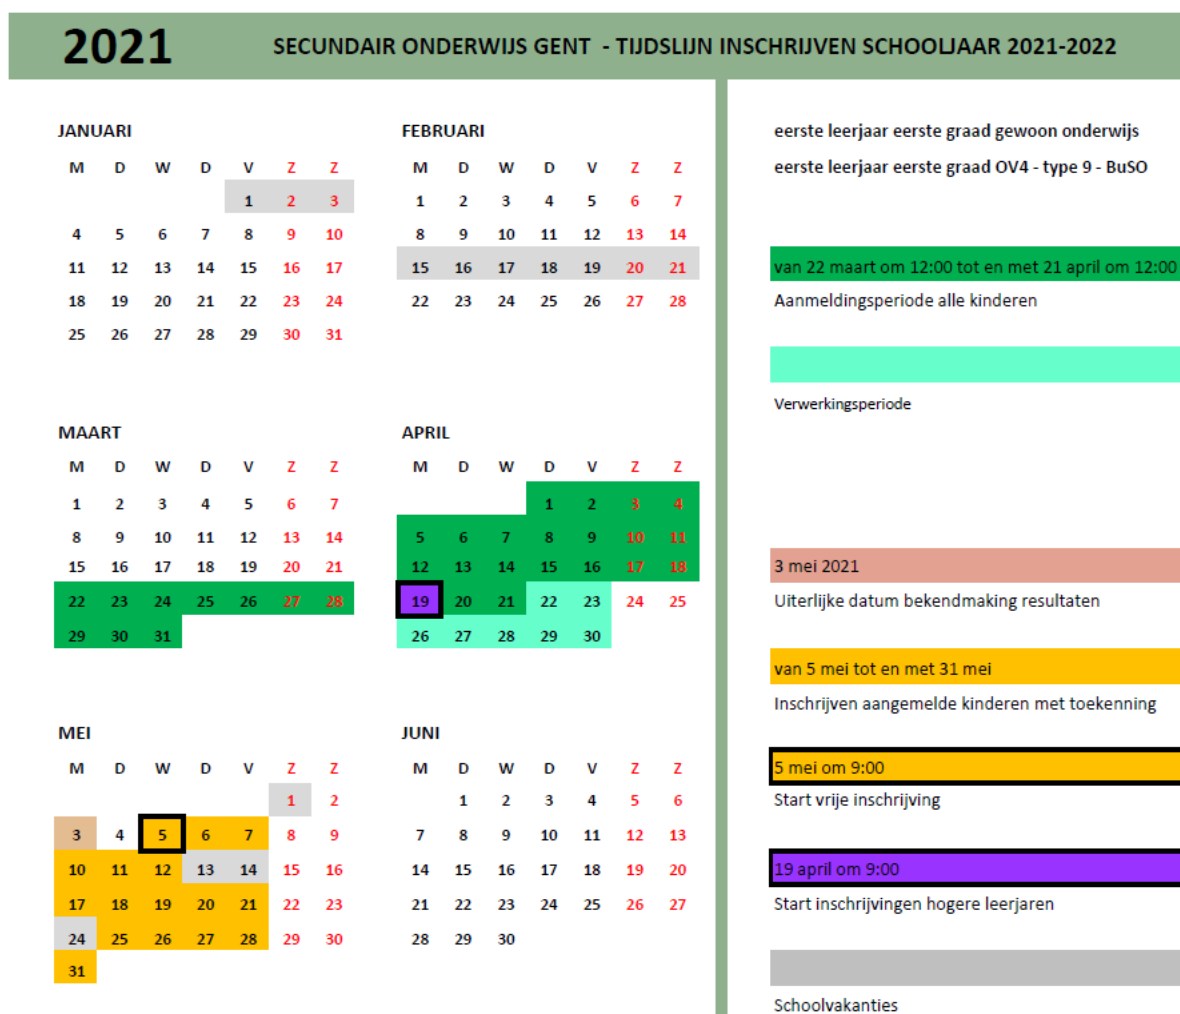 2021 SECUNDAIR ONDERWIJS GENT - TIJDSLIJN INSCHRIJVEN SCHOOLJAAR 2021-2022
JANUARI
M D W D V Z Z
1 2 3
4 5 6 7 8 9 10
11 12 13 14 15 16 17
18 19 20 21 22 23 24
25 26 27 28 29 30 31
FEBRUARI
M D W D V Z Z
1 2 3 4 5 6 7
8 9 10 11 12 13 14
15 16 17 18 19 20 21
22 23 24 25 26 27 28
MAART
M D W D V Z Z
1 2 3 4 5 6 7
8 9 10 11 12 13 14
15 16 17 18 19 20 21
22 23 24 25 26 27 28
29 30 31
APRIL
M D W D V Z Z
1 2 3 4
5 6 7 8 9 10 11
12 13 14 15 16 17 18
19 20 21 22 23 24 25
26 27 28 29 30
MEI
M D W D V Z Z
1 2
3 4 5 6 7 8 9
10 11 12 13 14 15 16
17 18 19 20 21 22 23
24 25 26 27 28 29 30
31
JUNI
M D W D V Z Z
1 2 3 4 5 6
7 8 9 10 11 12 13
14 15 16 17 18 19 20
21 22 23 24 25 26 27
28 29 30
eerste leerjaar eerste graad gewoon onderwijs
eerste leerjaar eerste graad OV4 - type 9 - BuSO
van 22 maart om 12:00 tot en met 21 april om 12:00
Aanmeldingsperiode alle kinderen
Verwerkingsperiode
3 mei 2021
Uiterlijke datum bekendmaking resultaten
van 5 mei tot en met 31 mei
Inschrijven aangemelde kinderen met toekenning
5 mei om 9:00
Start vrije inschrijving
19 april om 9:00
Start inschrijvingen hogere leerjaren
Schoolvakanties